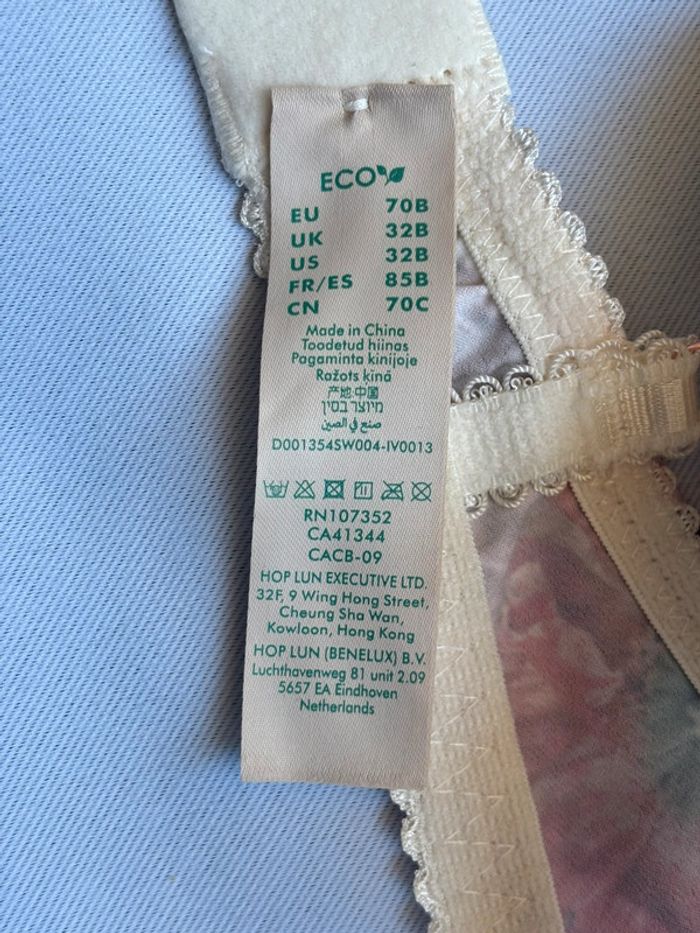 ECO
EU 70B
UK 32B
US 32B
FR/ES 85B
CN 70C
Made in China
Toodetud hiinas
Pagaminta kinijoje
Ražots ķīnā
产地:中国
מיוצר בסין
صنع في الصين
D001354SW004-IV0013
RN107352
CA41344
CACB-09
HOP LUN EXECUTIVE LTD.
32F, 9 Wing Hong Street,
Cheung Sha Wan,
Kowloon, Hong Kong
HOP LUN (BENELUX) B.V.
Luchthavenweg 81 unit 2.09
5657 EA Eindhoven
Netherlands